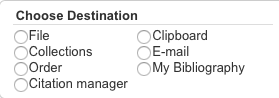 Choose Destination
File
Clipboard
Collections
E-mail
Order
My Bibliography
Citation manager